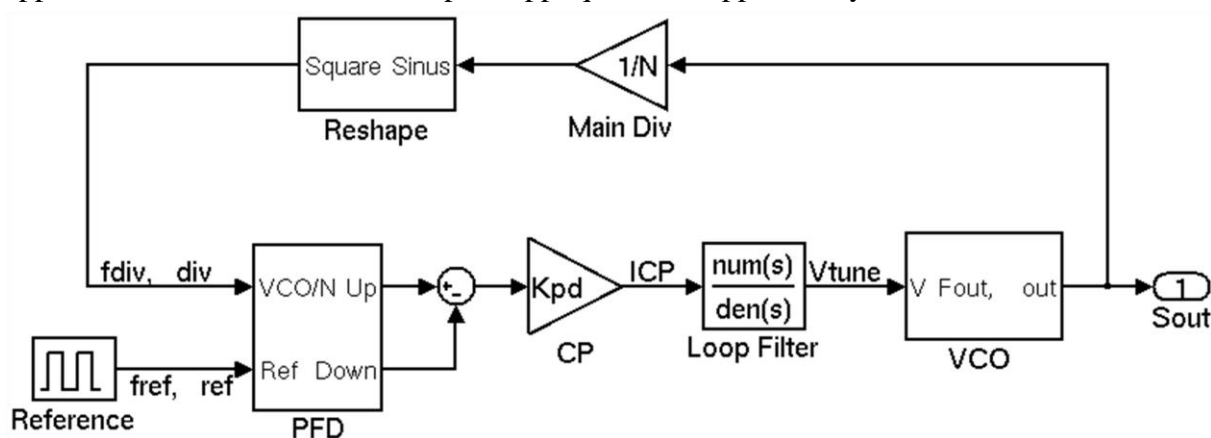 Square Sinus
Reshape
1/N
Main Div
fdiv, div
VCO/N Up
Ref Down
PFD
fref, ref
Reference
+
-
Kpd
CP
ICP
num(s)
den(s)
Loop Filter
Vtune
V Fout, out
VCO
1
Sout